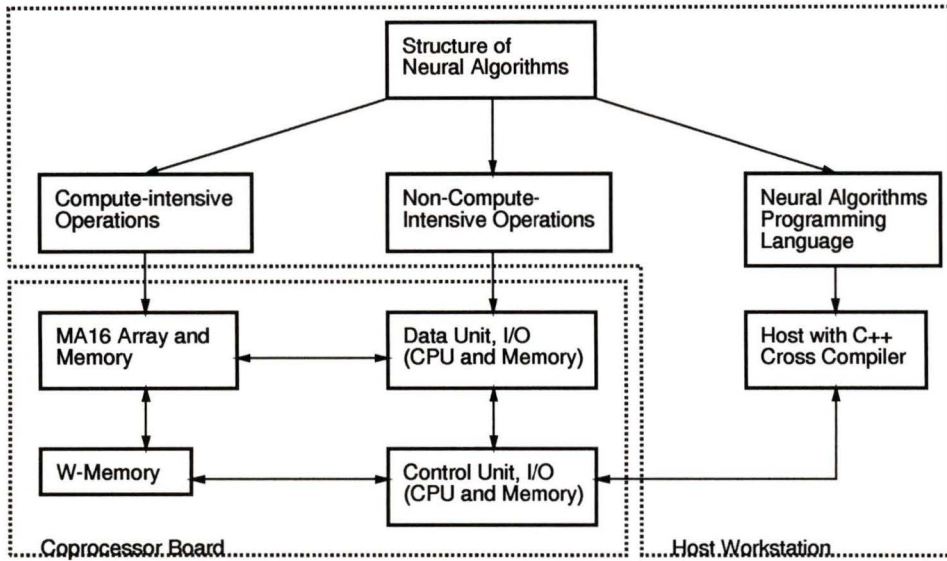 Structure of
Neural Algorithms
Compute-intensive
Operations
Non-Compute-
Intensive Operations
Neural Algorithms
Programming
Language
MA16 Array and
Memory
Data Unit, I/O
(CPU and Memory)
Host with C++
Cross Compiler
W-Memory
Control Unit, I/O
(CPU and Memory)
Coprocessor Board
Host Workstation